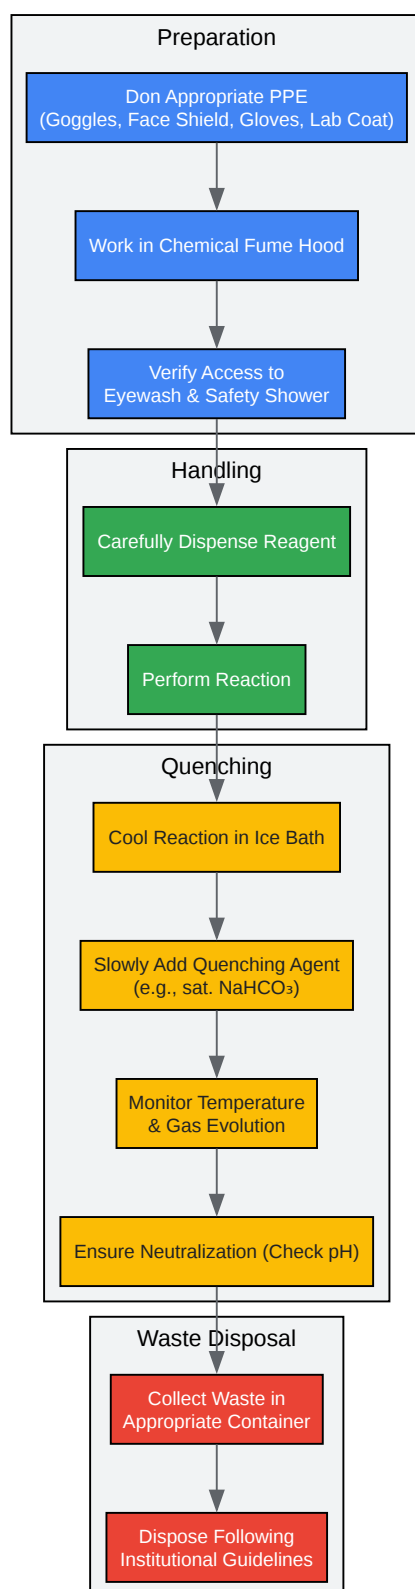 Preparation
Don Appropriate PPE
(Goggles, Face Shield, Gloves, Lab Coat)
Work in Chemical Fume Hood
Verify Access to
Eyewash & Safety Shower
Handling
Carefully Dispense Reagent
Perform Reaction
Quenching
Cool Reaction in Ice Bath
Slowly Add Quenching Agent
(e.g., sat. NaHCO₃)
Monitor Temperature
& Gas Evolution
Ensure Neutralization (Check pH)
Waste Disposal
Collect Waste in
Appropriate Container
Dispose Following
Institutional Guidelines